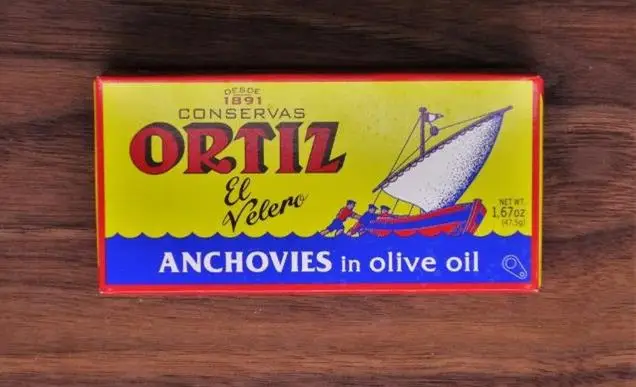 DESDE
1891
CONSERVAS
ORTIZ
El
Velero
NET WT.
1,67oz
(47,5g)
ANCHOVIES in olive oil